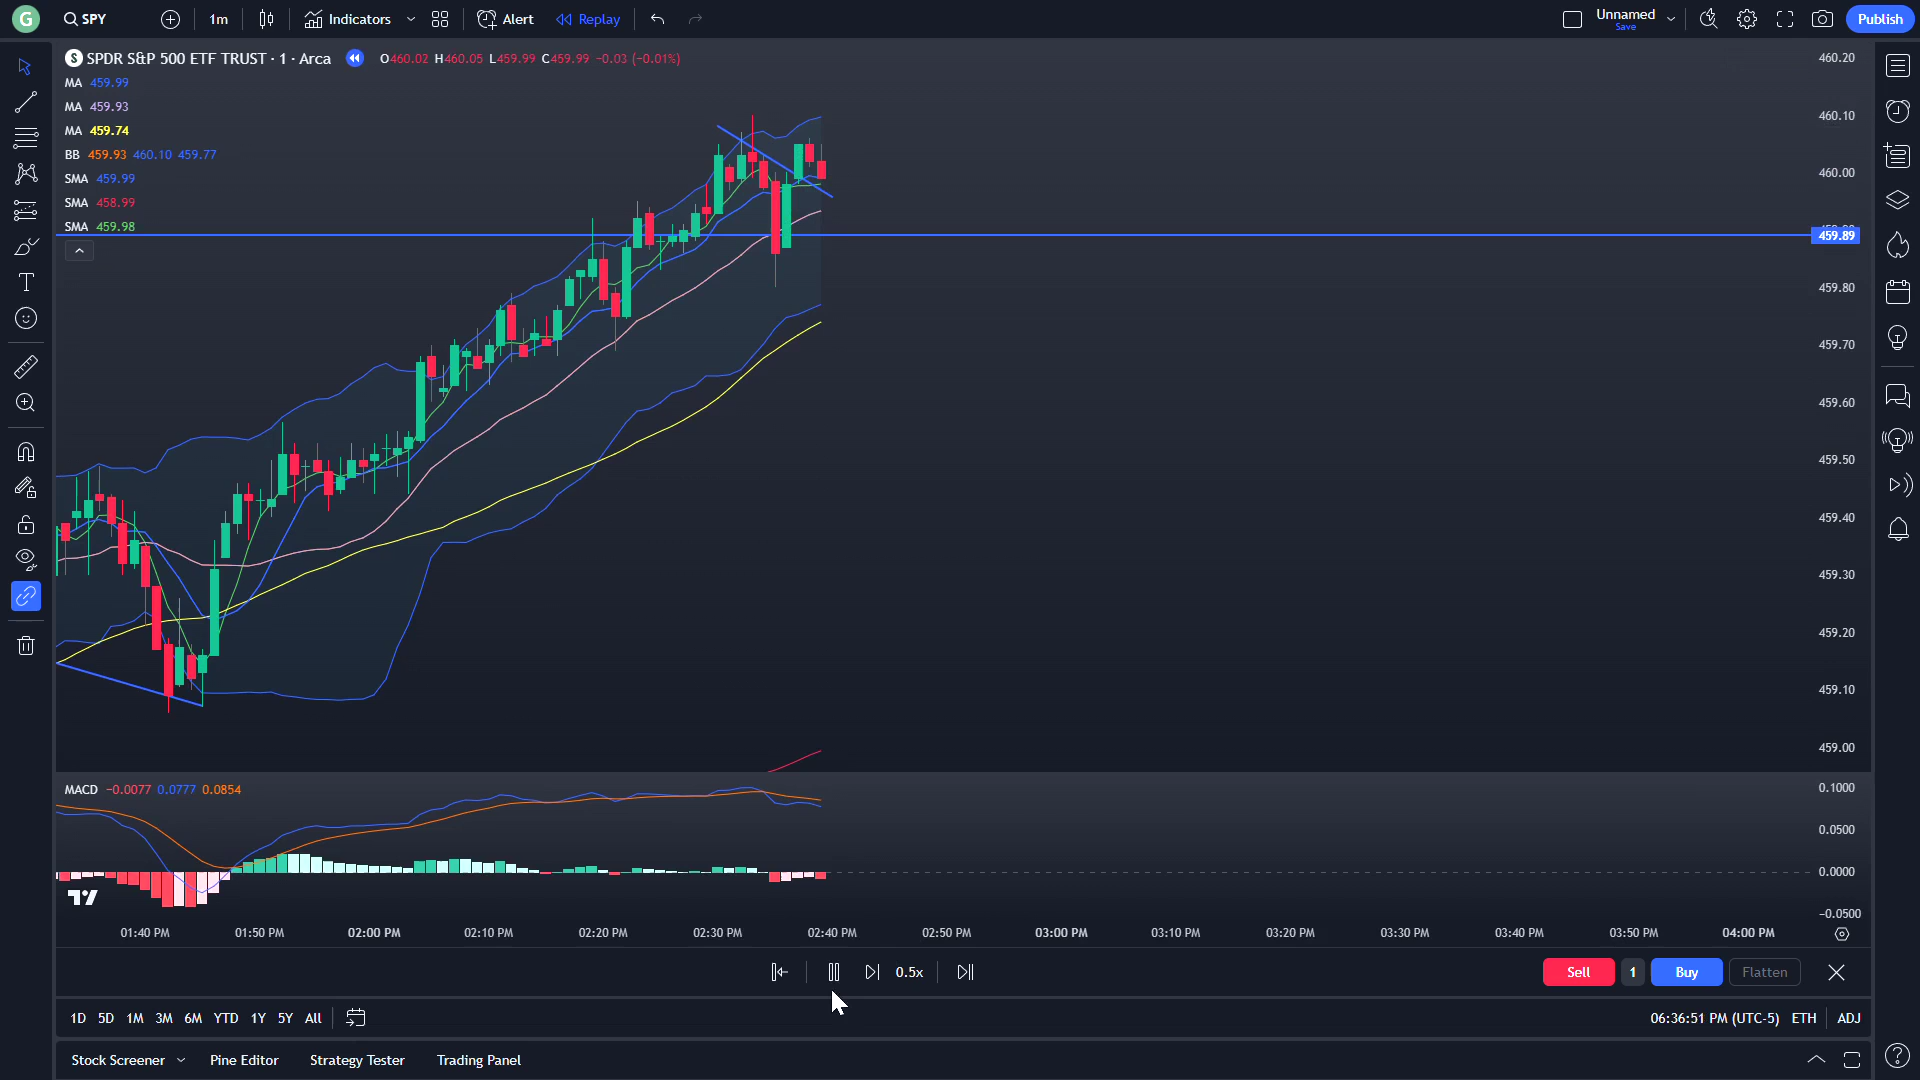 G SPY 1m Indicators Alert Replay Unnamed Save Publish
S SPDR S&P 500 ETF TRUST · 1 · Arca O460.02 H460.05 L459.99 C459.99 -0.03 (-0.01%)
MA 459.99
MA 459.93
MA 459.74
BB 459.93 460.10 459.77
SMA 459.99
SMA 458.99
SMA 459.98
460.20
460.10
460.00
459.89
459.80
459.70
459.60
459.50
459.40
459.30
459.20
459.10
459.00
MACD -0.0077 0.0777 0.0854
0.1000
0.0500
0.0000
-0.0500
01:40 PM 01:50 PM 02:00 PM 02:10 PM 02:20 PM 02:30 PM 02:40 PM 02:50 PM 03:00 PM 03:10 PM 03:20 PM 03:30 PM 03:40 PM 03:50 PM 04:00 PM
0.5x Sell 1 Buy Flatten
1D 5D 1M 3M 6M YTD 1Y 5Y All 06:36:51 PM (UTC-5) ETH ADJ
Stock Screener Pine Editor Strategy Tester Trading Panel